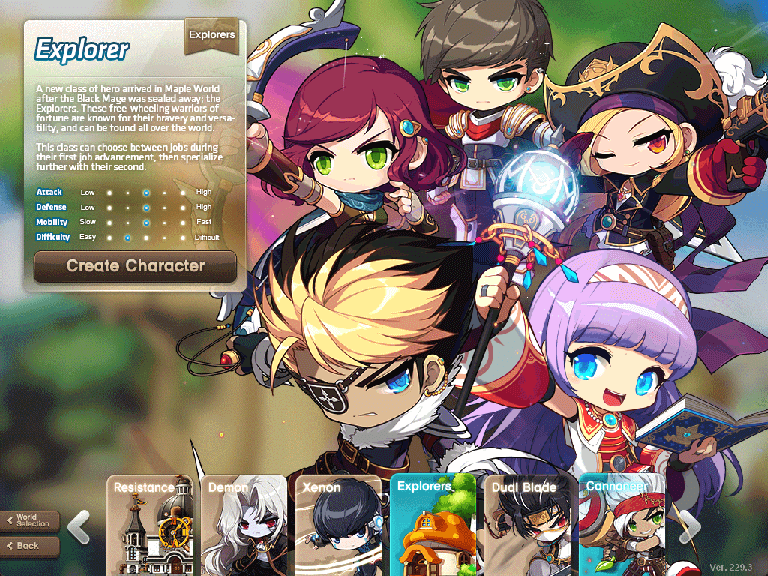 Explorer
Explorers
A new class of hero arrived in Maple World
after the Black Mage was sealed away: the
Explorers. These free-wheeling warriors of
fortune are known for their bravery and versa-
tility, and can be found all over the world.
This class can choose between jobs during
their first job advancement, then specialize
further with their second.
Attack Low High
Defense Low High
Mobility Slow Fast
Difficulty Easy Difficult
Create Character
Resistance Demon Xenon Explorers Dual Blade Cannoneer
< World
Selection
< Back
Ver. 229.3